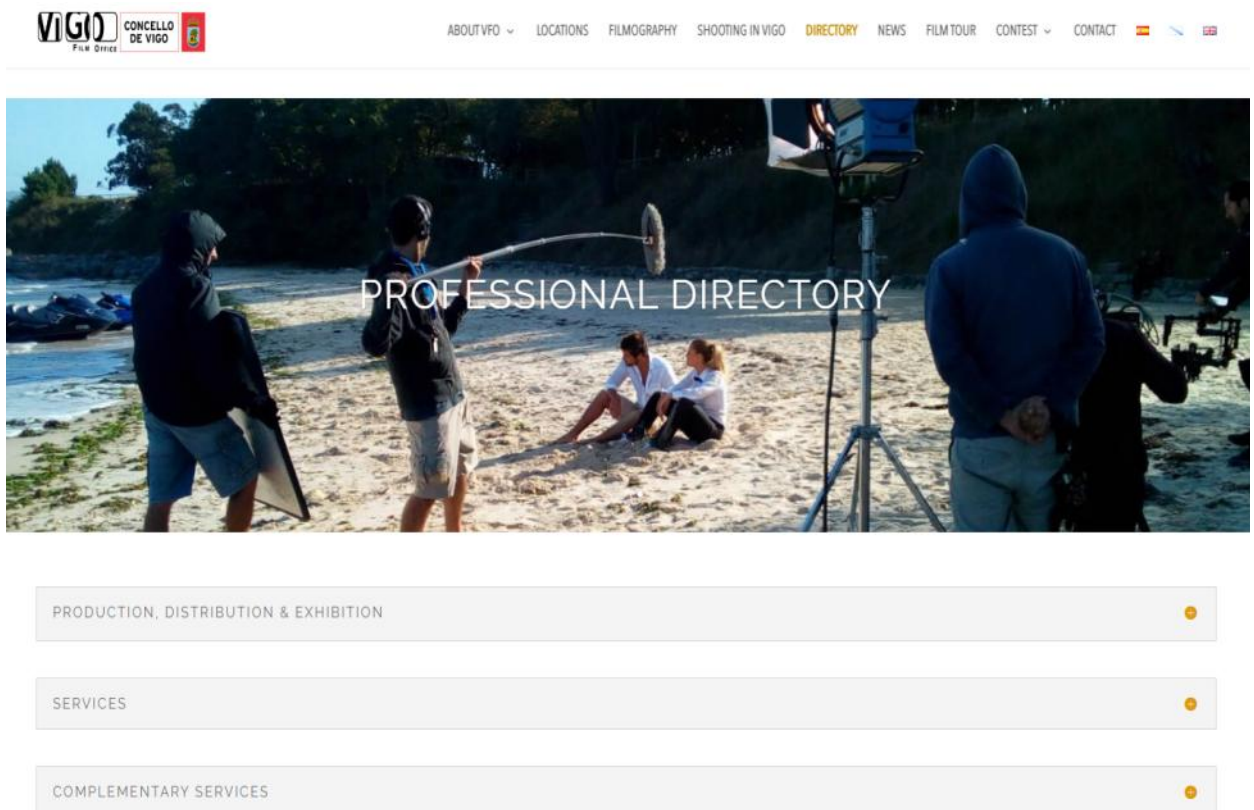 VIGO
FILM OFFICE
CONCELLO
DE VIGO
ABOUT VFO LOCATIONS FILMOGRAPHY SHOOTING IN VIGO DIRECTORY NEWS FILM TOUR CONTEST CONTACT
PROFESSIONAL DIRECTORY
PRODUCTION, DISTRIBUTION & EXHIBITION
SERVICES
COMPLEMENTARY SERVICES